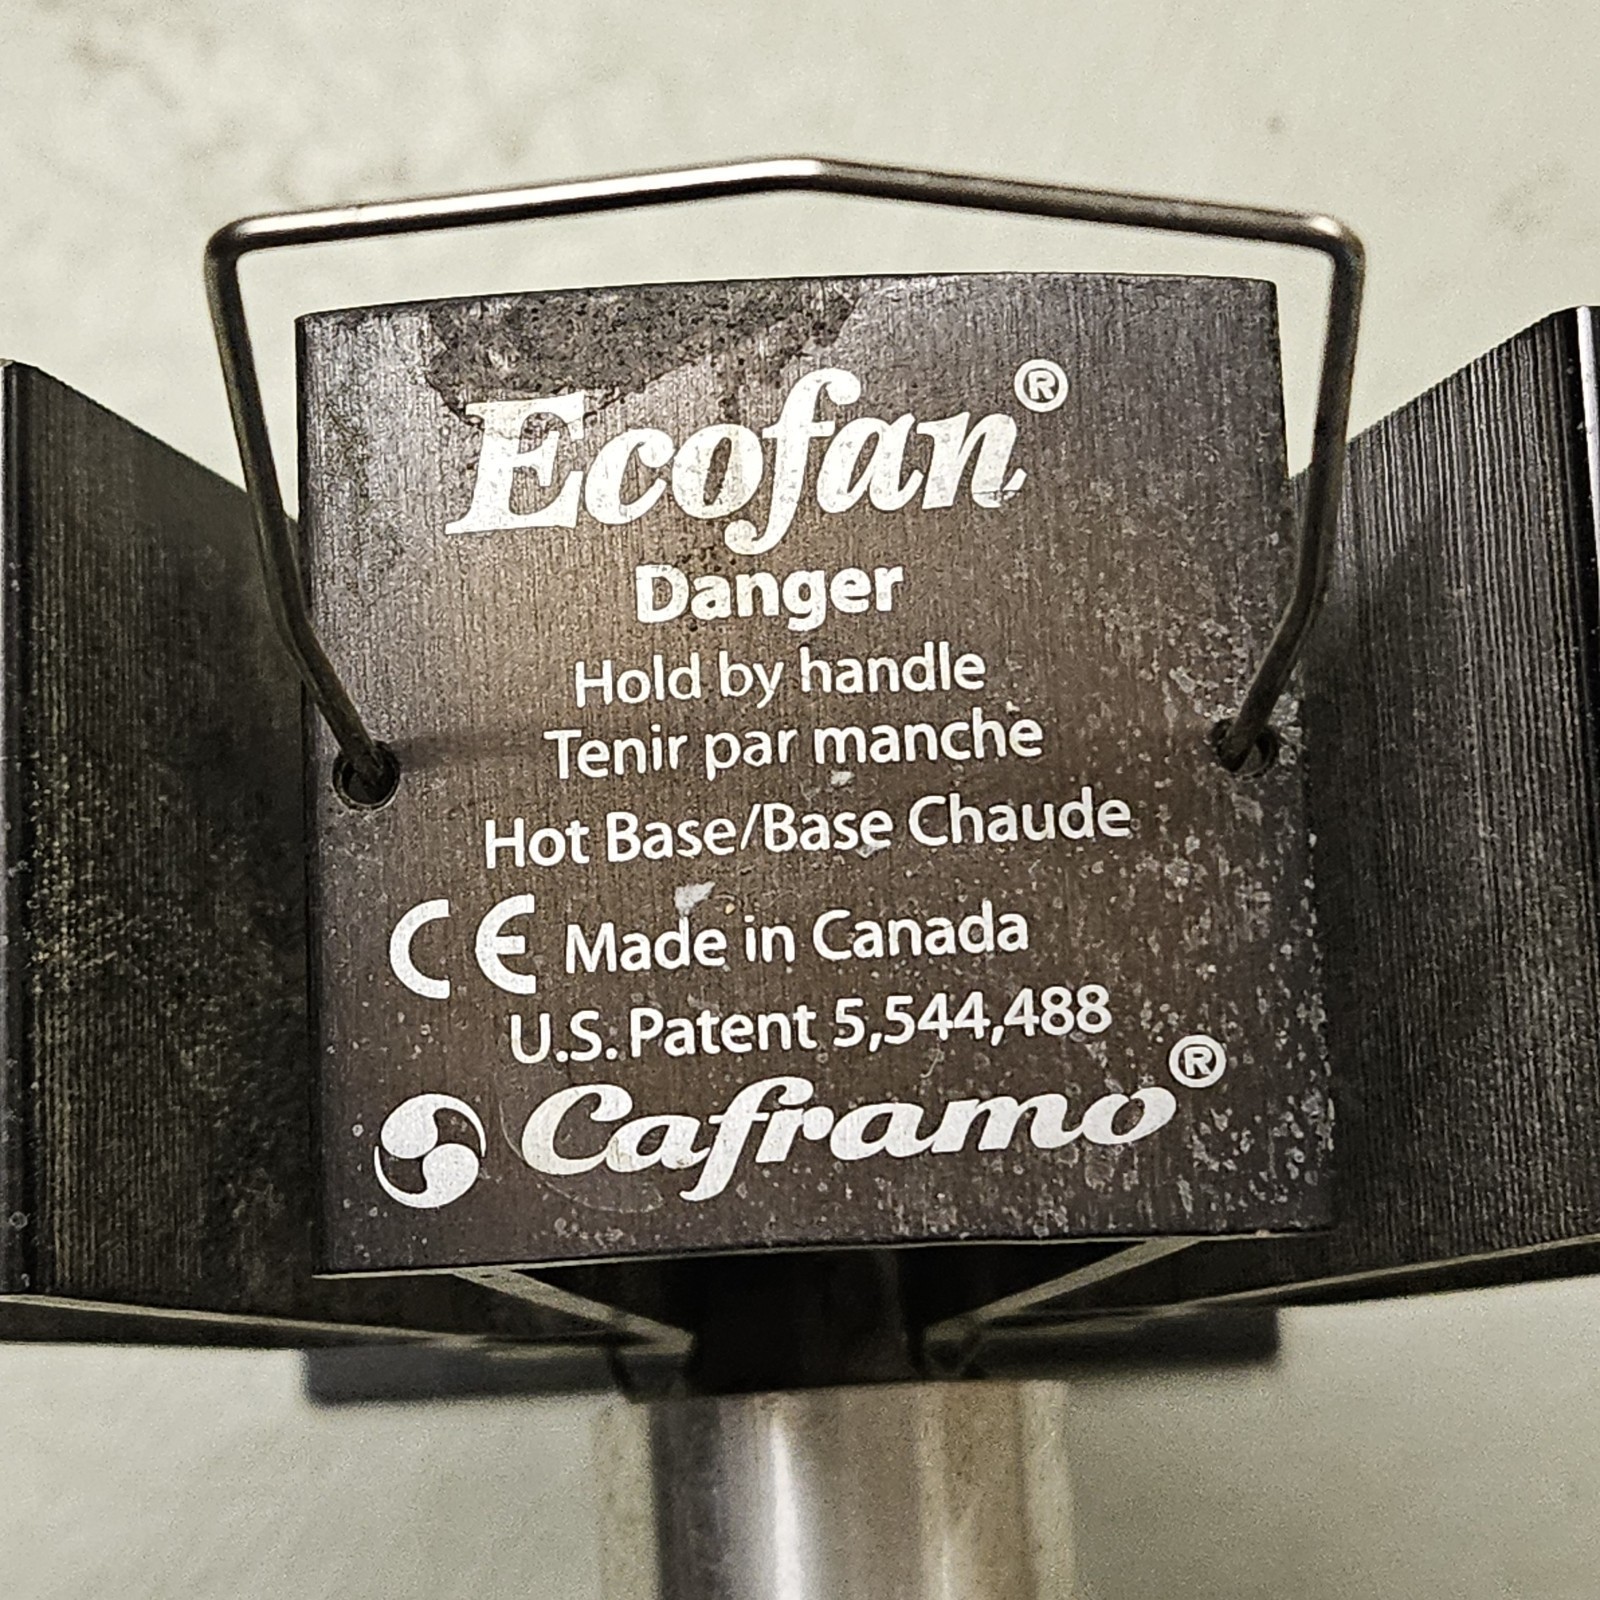 Ecofan®
Danger
Hold by handle
Tenir par manche
Hot Base/Base Chaude
CE Made in Canada
U.S. Patent 5,544,488
Caframo®